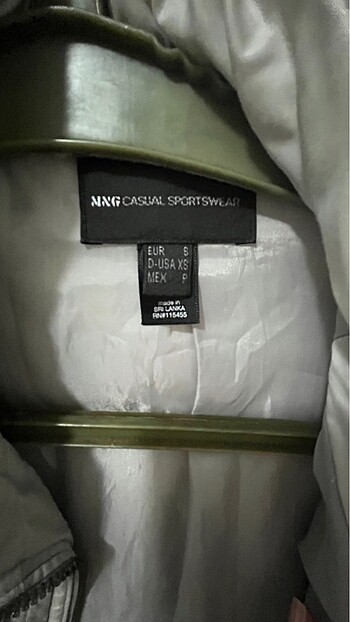 MNG CASUAL SPORTSWEAR
EUR S
D-USA XS
MEX P
made in
SRI LANKA
RN#115455